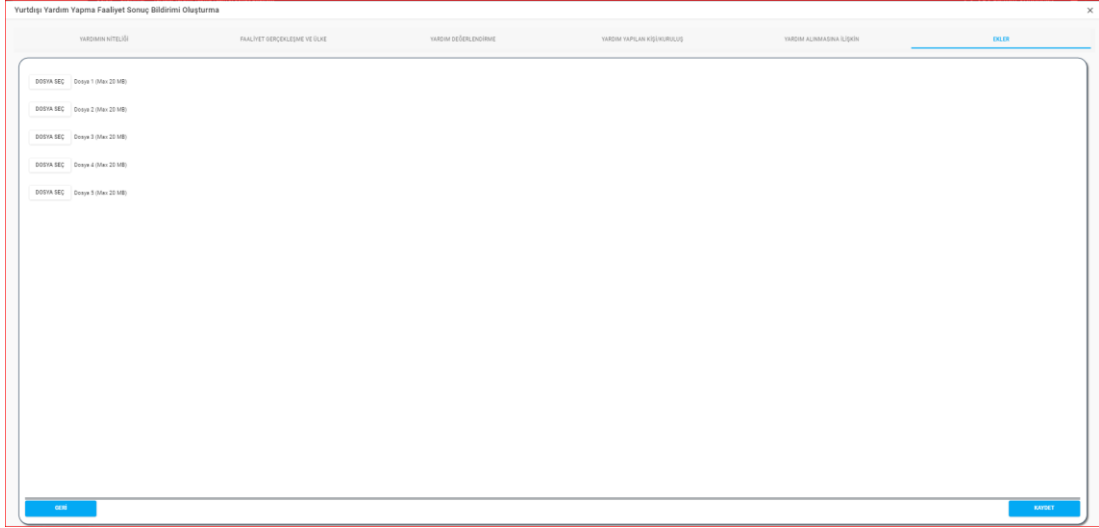 Yurtdışı Yardım Yapma Faaliyet Sonuç Bildirimi Oluşturma
YARDIMIN NİTELİĞİ FAALİYET GERÇEKLEŞME VE ÜLKE YARDIM DEĞERLENDİRME YARDIM YAPILAN KİŞİ/KURULUŞ YARDIM ALINMASINA İLİŞKİN EKLER
DOSYA SEÇ Dosya 1 (Max 20 MB)
DOSYA SEÇ Dosya 2 (Max 20 MB)
DOSYA SEÇ Dosya 3 (Max 20 MB)
DOSYA SEÇ Dosya 4 (Max 20 MB)
DOSYA SEÇ Dosya 5 (Max 20 MB)
GERİ KAYDET